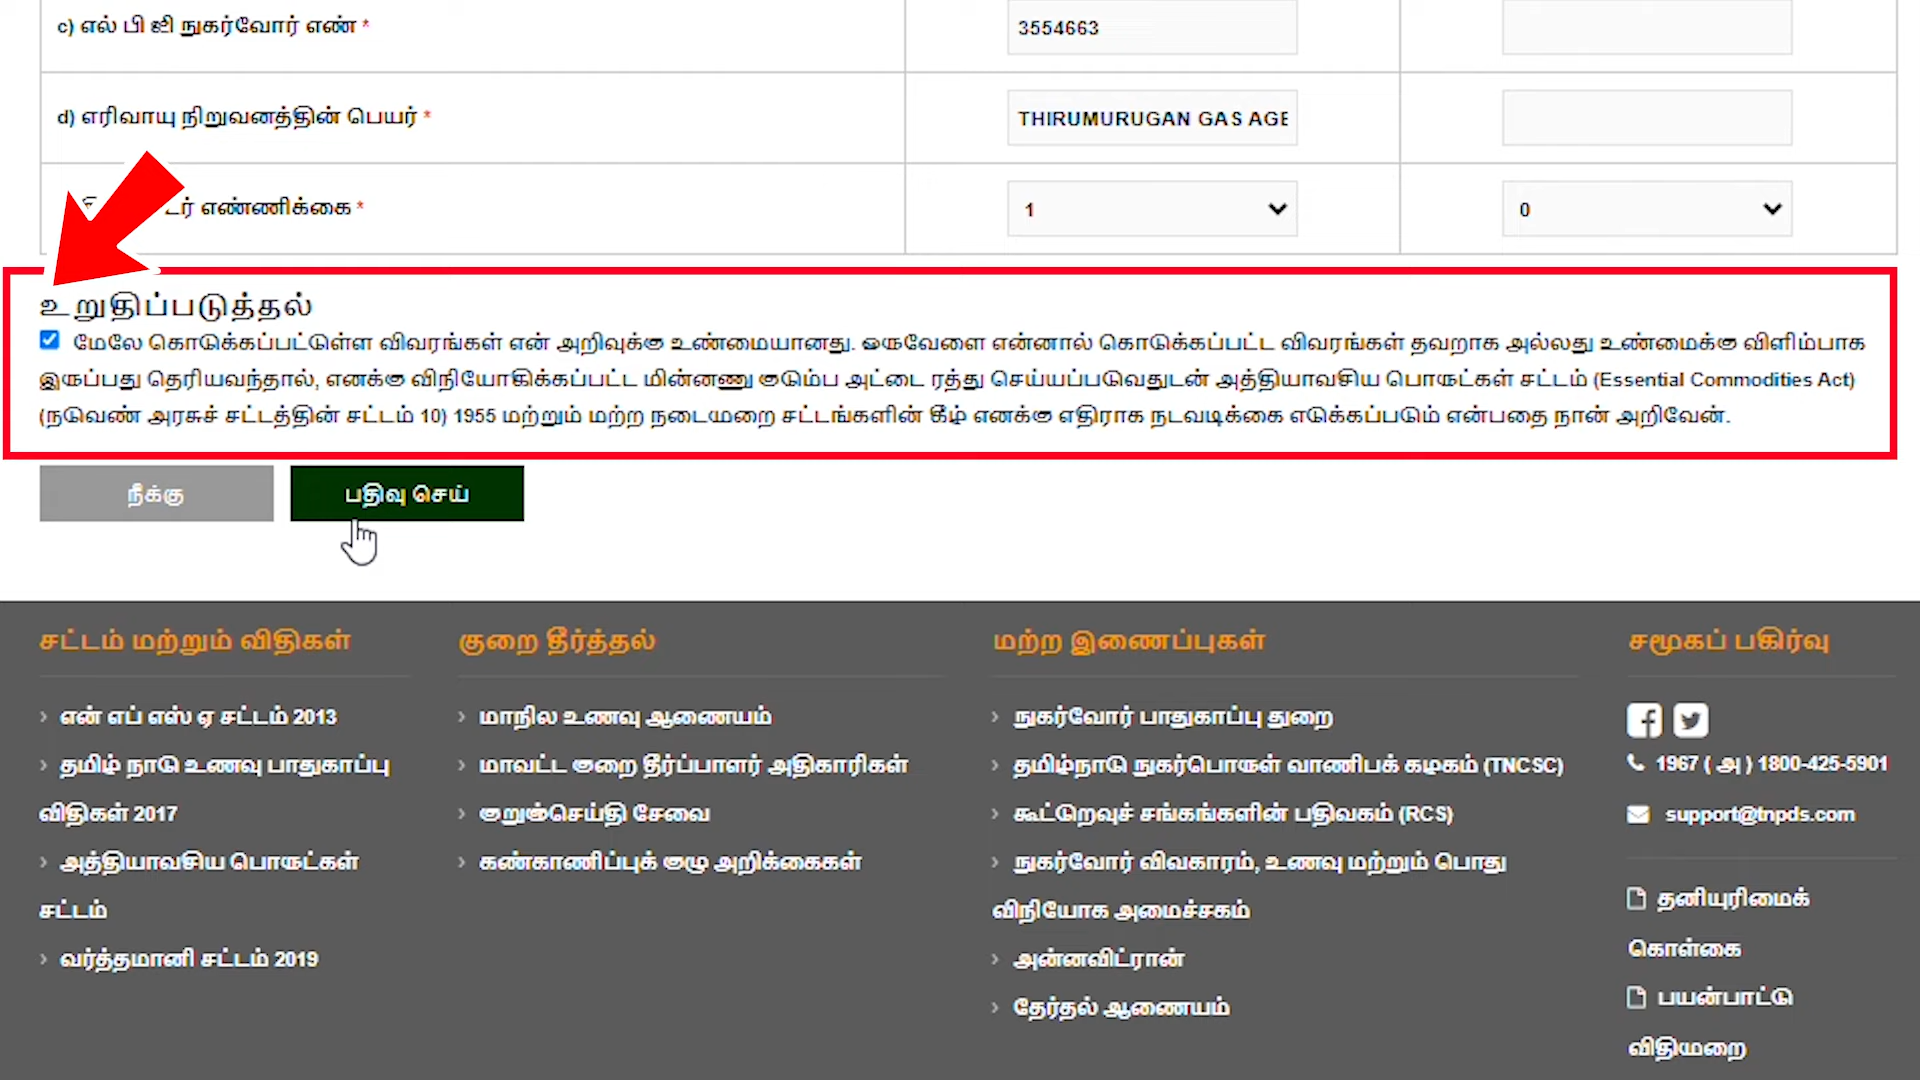 c) எல் பி ஜி நுகர்வோர் எண் * 3554663
d) எரிவாயு நிறுவனத்தின் பெயர் * THIRUMURUGAN GAS AGE
எண்ணிக்கை * 1 0
உறுதிப்படுத்தல்
மேலே கொடுக்கப்பட்டுள்ள விவரங்கள் என் அறிவுக்கு உண்மையானது. ஒருவேளை என்னால் கொடுக்கப்பட்ட விவரங்கள் தவறாக அல்லது உண்மைக்கு விளிம்பாக
இருப்பது தெரியவந்தால், எனக்கு விநியோகிக்கப்பட்ட மின்னணு குடும்ப அட்டை ரத்து செய்யப்படுவதுடன் அத்தியாவசிய பொருட்கள் சட்டம் (Essential Commodities Act)
(நடுவண் அரசுச் சட்டத்தின் சட்டம் 10) 1955 மற்றும் மற்ற நடைமுறை சட்டங்களின் கீழ் எனக்கு எதிராக நடவடிக்கை எடுக்கப்படும் என்பதை நான் அறிவேன்.
நீக்கு
பதிவு செய்
சட்டம் மற்றும் விதிகள்
என் எப் எஸ் ஏ சட்டம் 2013
தமிழ் நாடு உணவு பாதுகாப்பு
விதிகள் 2017
அத்தியாவசிய பொருட்கள்
சட்டம்
வர்த்தமானி சட்டம் 2019
குறை தீர்த்தல்
மாநில உணவு ஆணையம்
மாவட்ட குறை தீர்ப்பாளர் அதிகாரிகள்
குறுஞ்செய்தி சேவை
கண்காணிப்புக் குழு அறிக்கைகள்
மற்ற இணைப்புகள்
நுகர்வோர் பாதுகாப்பு துறை
தமிழ்நாடு நுகர்பொருள் வாணிபக் கழகம் (TNCSC)
கூட்டுறவுச் சங்கங்களின் பதிவகம் (RCS)
நுகர்வோர் விவகாரம், உணவு மற்றும் பொது
விநியோக அமைச்சகம்
அன்னவிட்ரான்
தேர்தல் ஆணையம்
சமூகப் பகிர்வு
1967 ( அ ) 1800-425-5901
support@tnpds.com
தனியுரிமைக்
கொள்கை
பயன்பாட்டு
விதிமுறை